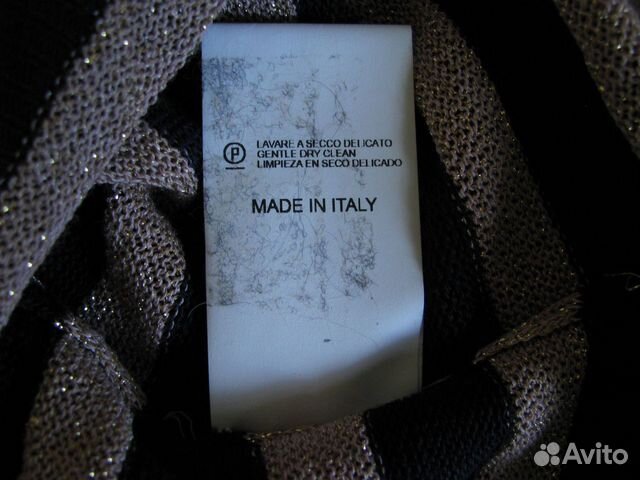 P
LAVARE A SECCO DELICATO
GENTLE DRY CLEAN
LIMPIEZA EN SECO DELICADO
MADE IN ITALY
Avito